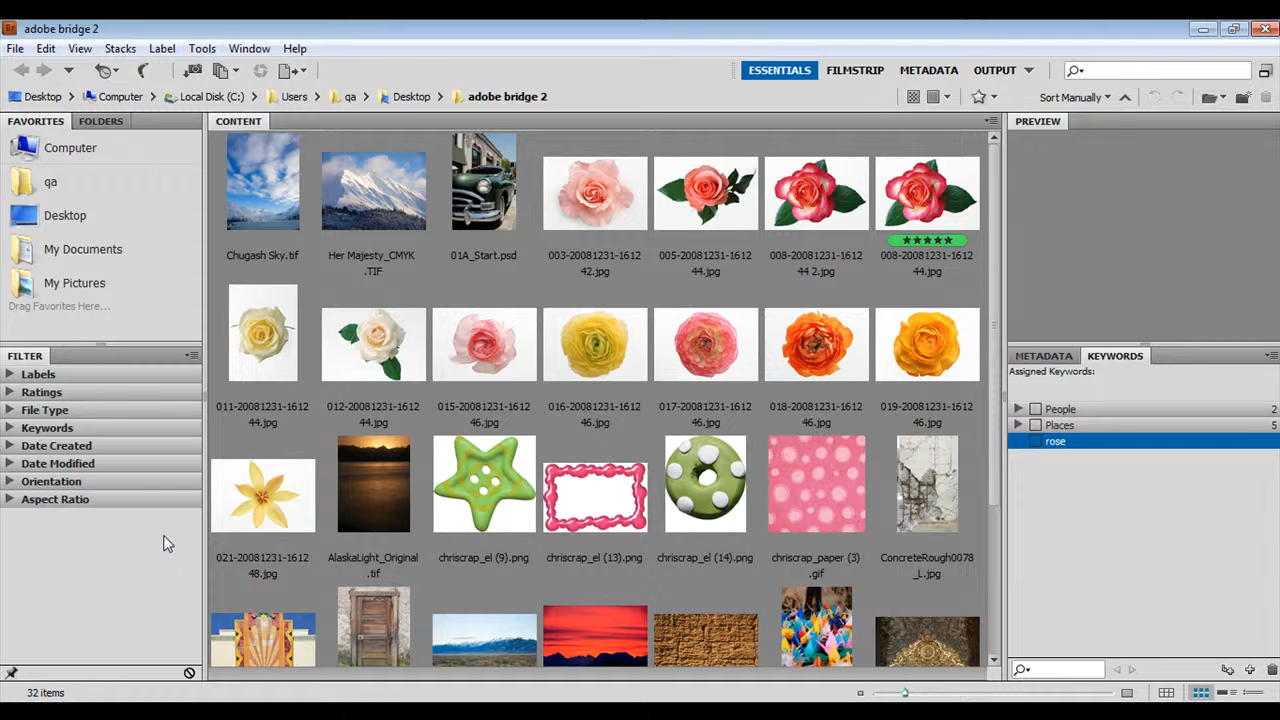 Br adobe bridge 2
File Edit View Stacks Label Tools Window Help
ESSENTIALS FILMSTRIP METADATA OUTPUT
Desktop Computer Local Disk (C:) Users qa Desktop adobe bridge 2 Sort Manually
FAVORITES FOLDERS CONTENT PREVIEW
Computer
qa
Desktop
My Documents
My Pictures
Drag Favorites Here...
FILTER
Labels
Ratings
File Type
Keywords
Date Created
Date Modified
Orientation
Aspect Ratio
Chugash Sky.tif
Her Majesty_CMYK
.TIF
01A_Start.psd
003-20081231-1612
42.jpg
005-20081231-1612
44.jpg
008-20081231-1612
44 2.jpg
008-20081231-1612
44.jpg
011-20081231-1612
44.jpg
012-20081231-1612
44.jpg
015-20081231-1612
46.jpg
016-20081231-1612
46.jpg
017-20081231-1612
46.jpg
018-20081231-1612
46.jpg
019-20081231-1612
46.jpg
021-20081231-1612
48.jpg
AlaskaLight_Original
.tif
chriscrap_el (9).png
chriscrap_el (13).png
chriscrap_el (14).png
chriscrap_paper (3)
.gif
ConcreteRough0078
_L.jpg
METADATA KEYWORDS
Assigned Keywords:
People 2
Places 5
rose
32 items